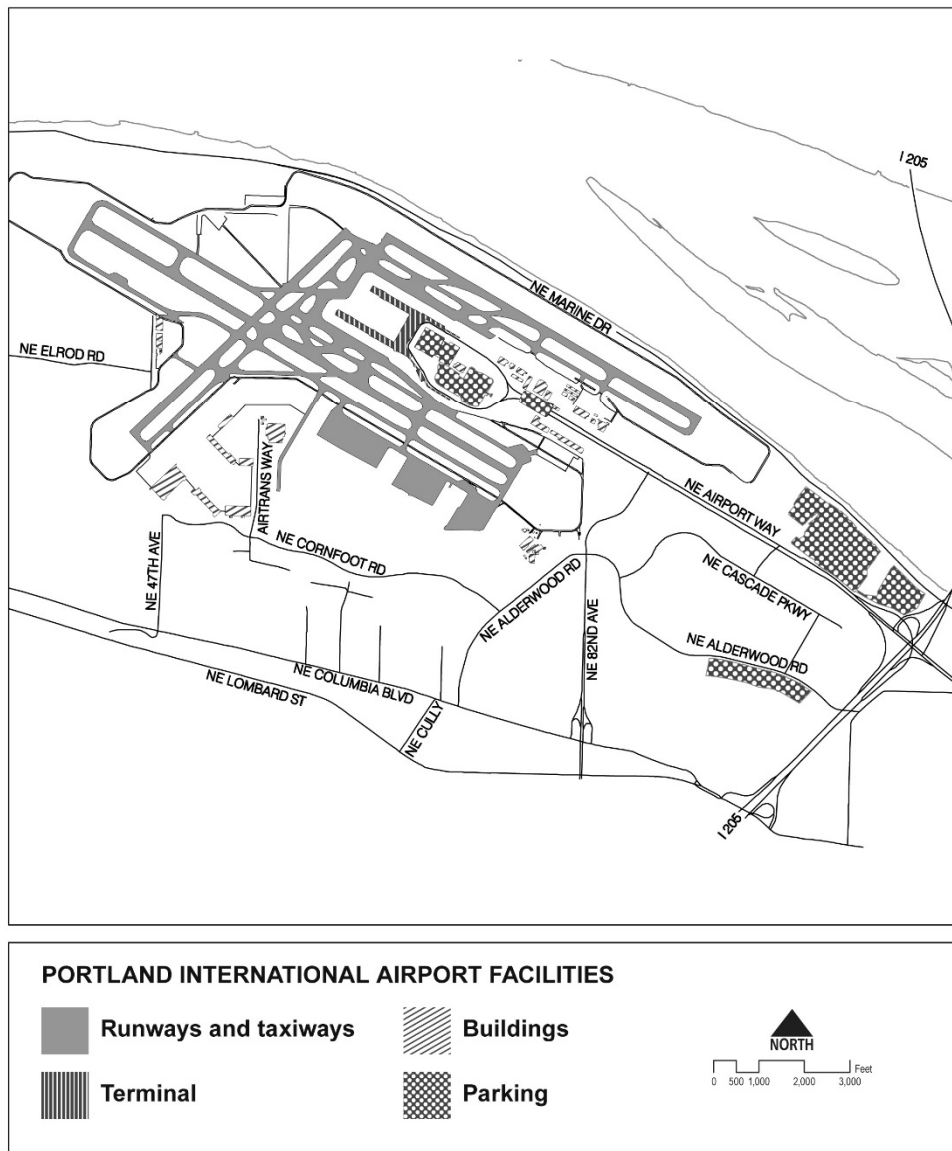 I 205
NE MARINE DR
NE ELROD RD
AIRTRANS WAY
NE AIRPORT WAY
NE 47TH AVE
NE CORNFOOT RD
NE CASCADE PKWY
NE ALDERWOOD RD
NE 82ND AVE
NE ALDERWOOD RD
NE LOMBARD ST
NE COLUMBIA BLVD
NE CULLY
I 205
PORTLAND INTERNATIONAL AIRPORT FACILITIES
Runways and taxiways
Buildings
Terminal
Parking
NORTH
Feet
0 500 1,000 2,000 3,000